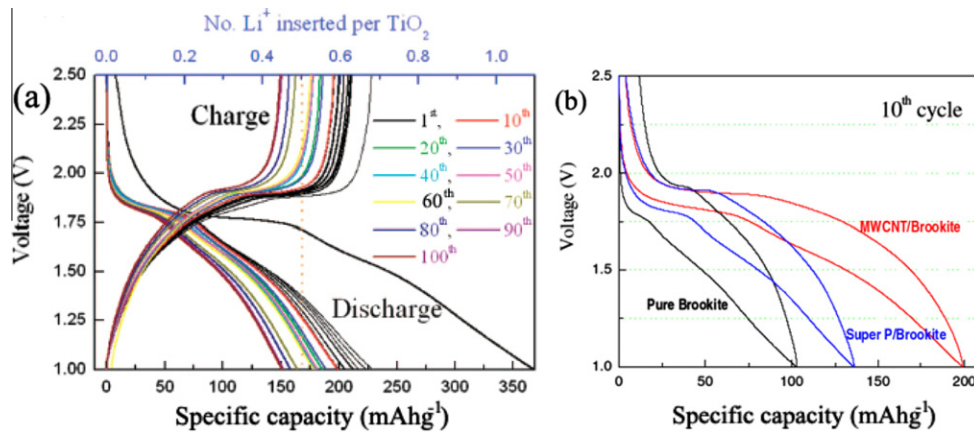 No. Li⁺ inserted per TiO₂
0.0 0.2 0.4 0.6 0.8 1.0
(a)
Charge
1ˢᵗ, 10ᵗʰ
20ᵗʰ, 30ᵗʰ
40ᵗʰ, 50ᵗʰ
60ᵗʰ, 70ᵗʰ
80ᵗʰ, 90ᵗʰ
100ᵗʰ
Discharge
Voltage (V)
2.50
2.25
2.00
1.75
1.50
1.25
1.00
0 50 100 150 200 250 300 350
Specific capacity (mAhg⁻¹)
(b)
10ᵗʰ cycle
MWCNT/Brookite
Pure Brookite
Super P/Brookite
Voltage (V)
2.5
2.0
1.5
1.0
0 50 100 150 200
Specific capacity (mAhg⁻¹)